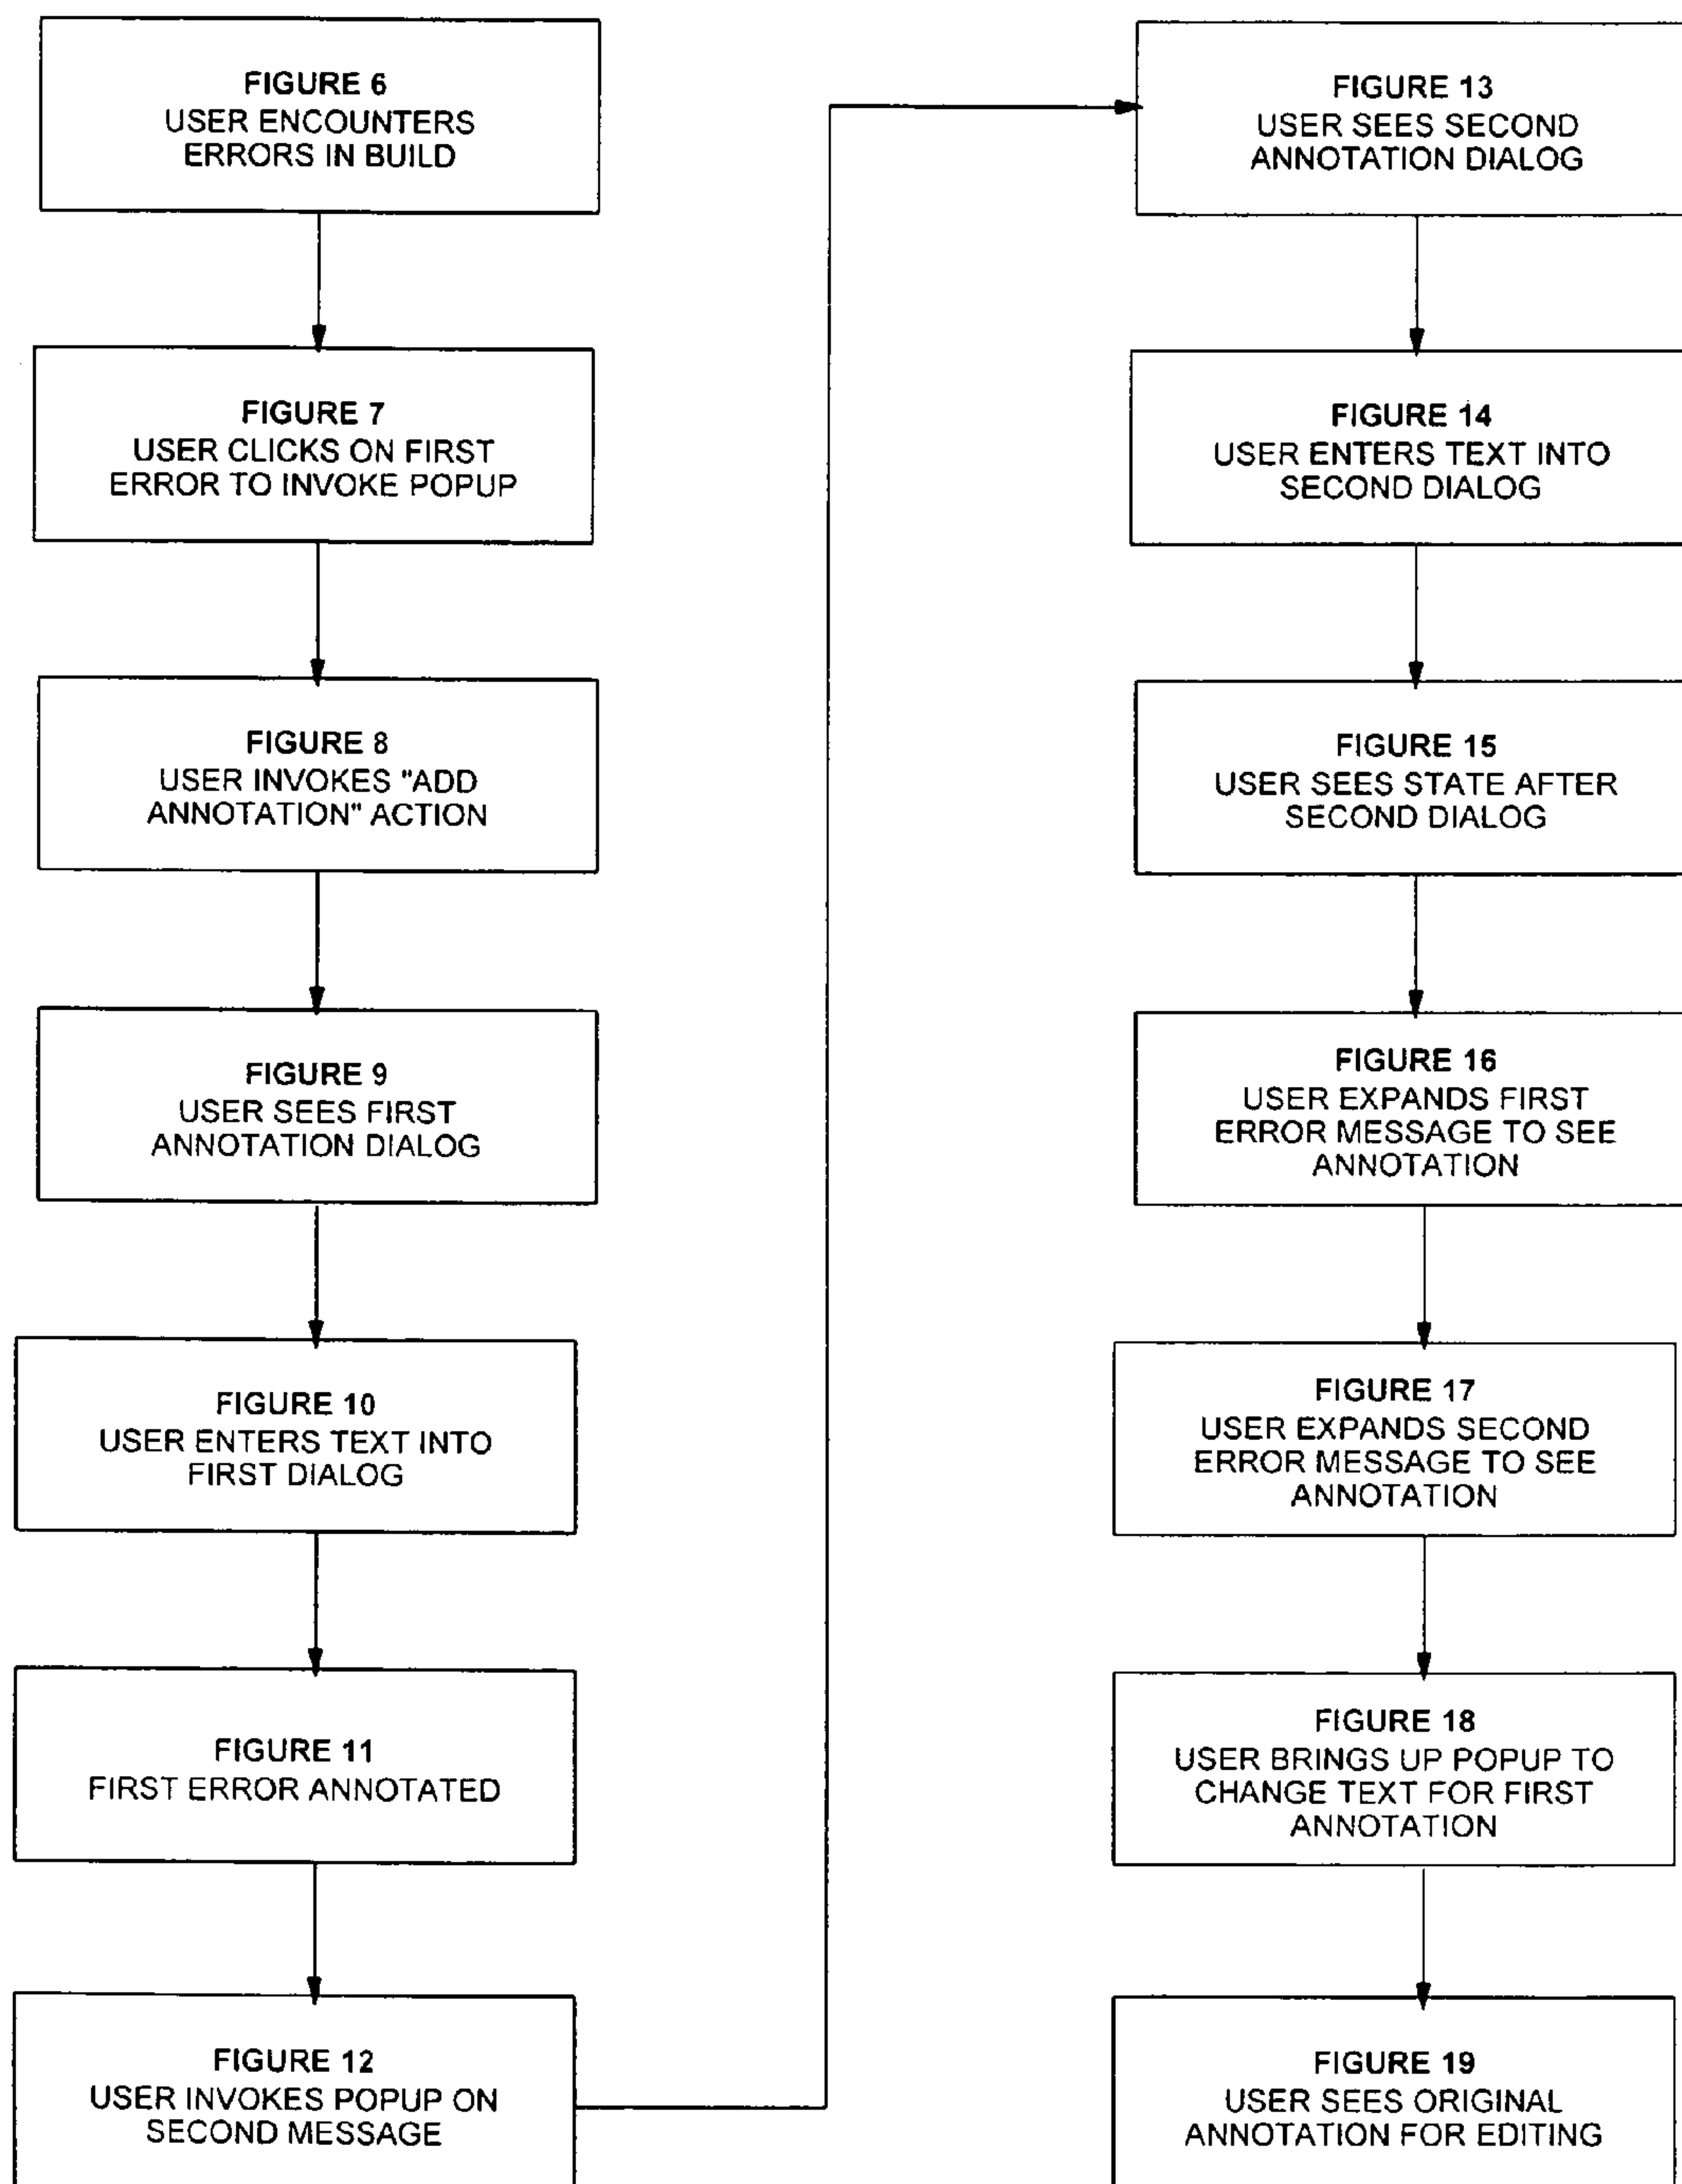 FIGURE 6
USER ENCOUNTERS
ERRORS IN BUILD
FIGURE 7
USER CLICKS ON FIRST
ERROR TO INVOKE POPUP
FIGURE 8
USER INVOKES "ADD
ANNOTATION" ACTION
FIGURE 9
USER SEES FIRST
ANNOTATION DIALOG
FIGURE 10
USER ENTERS TEXT INTO
FIRST DIALOG
FIGURE 11
FIRST ERROR ANNOTATED
FIGURE 12
USER INVOKES POPUP ON
SECOND MESSAGE
FIGURE 13
USER SEES SECOND
ANNOTATION DIALOG
FIGURE 14
USER ENTERS TEXT INTO
SECOND DIALOG
FIGURE 15
USER SEES STATE AFTER
SECOND DIALOG
FIGURE 16
USER EXPANDS FIRST
ERROR MESSAGE TO SEE
ANNOTATION
FIGURE 17
USER EXPANDS SECOND
ERROR MESSAGE TO SEE
ANNOTATION
FIGURE 18
USER BRINGS UP POPUP TO
CHANGE TEXT FOR FIRST
ANNOTATION
FIGURE 19
USER SEES ORIGINAL
ANNOTATION FOR EDITING